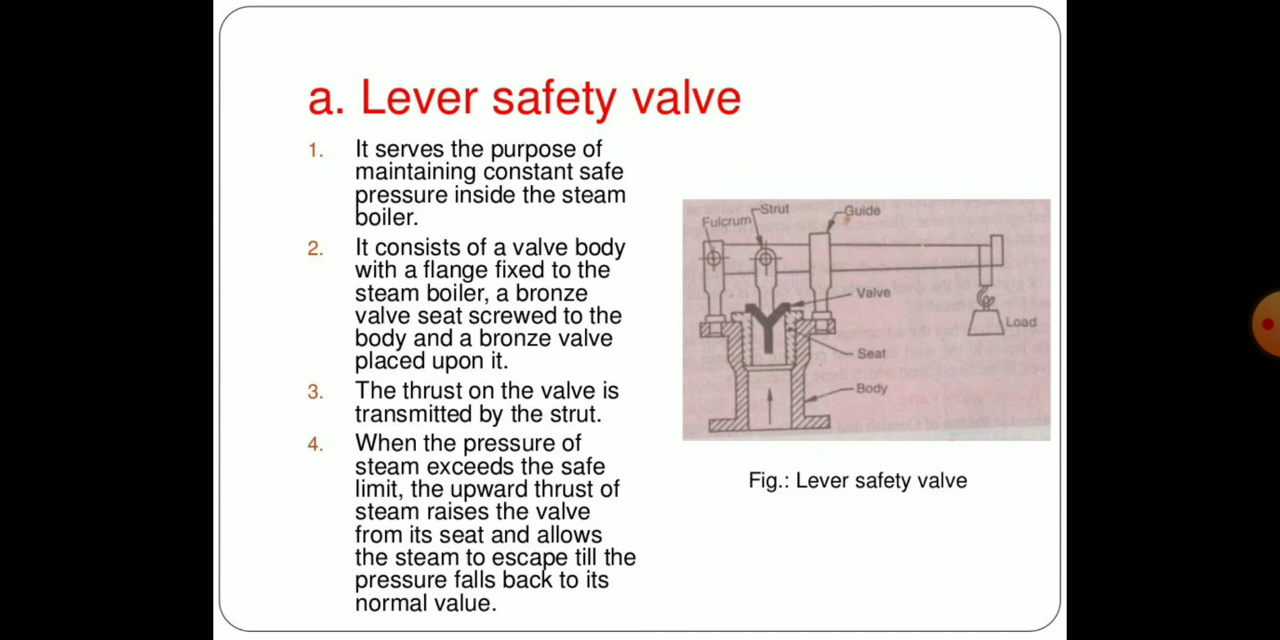 a. Lever safety valve
1. It serves the purpose of
maintaining constant safe
pressure inside the steam
boiler.
2. It consists of a valve body
with a flange fixed to the
steam boiler, a bronze
valve seat screwed to the
body and a bronze valve
placed upon it.
3. The thrust on the valve is
transmitted by the strut.
4. When the pressure of
steam exceeds the safe
limit, the upward thrust of
steam raises the valve
from its seat and allows
the steam to escape till the
pressure falls back to its
normal value.
Strut
Guide
Fulcrum
Valve
Load
Seat
Body
Fig.: Lever safety valve